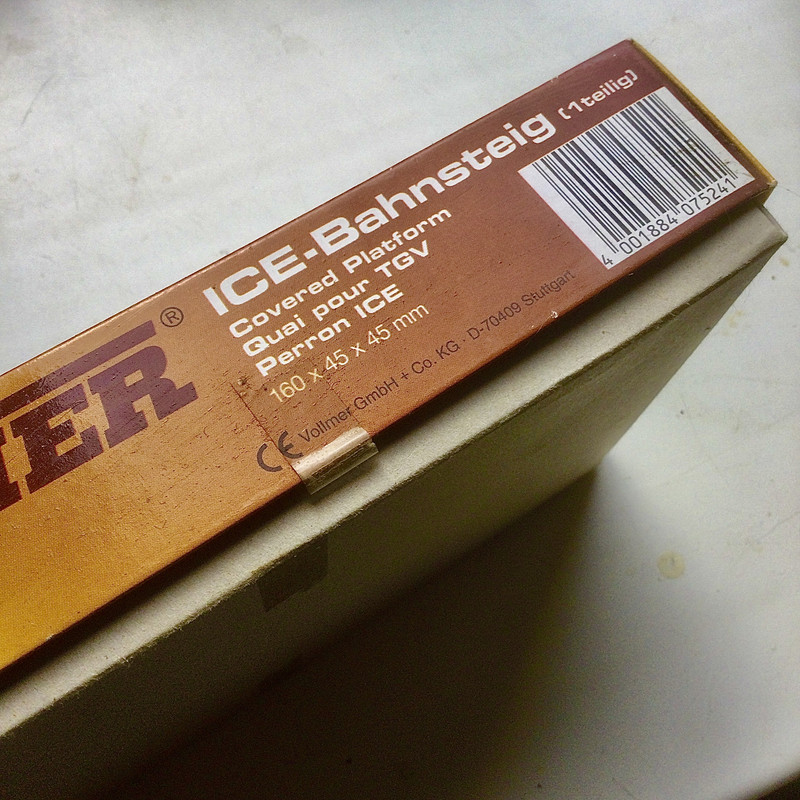 ICE-Bahnsteig (1teilig)
Covered Platform
Quai pour TGV
Perron ICE
160 x 45 x 45 mm
CE Vollmer GmbH + Co. KG · D-70409 Stuttgart
4 001884 075241
®